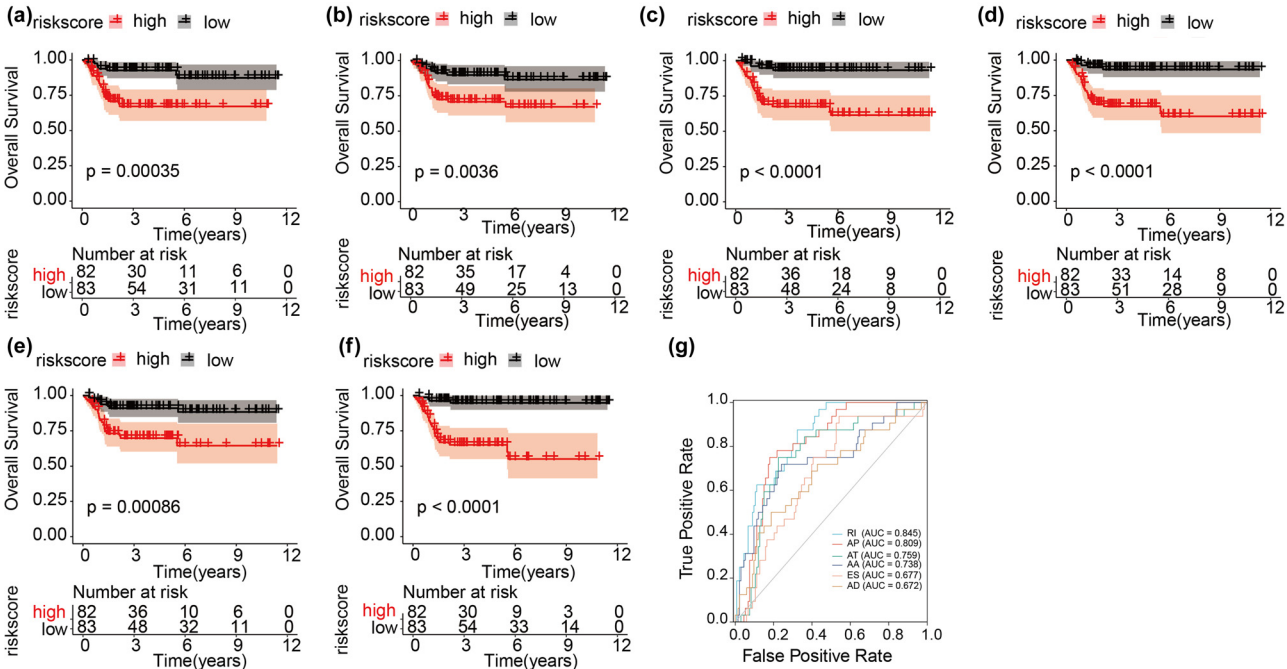 (a) riskscore high low
Overall Survival
1.00
0.75
0.50
0.25
0.00
p = 0.00035
0 3 6 9 12
Time(years)
riskscore
Number at risk
high 82 30 11 6 0
low 83 54 31 11 0
0 3 6 9 12
Time(years)
(b) riskscore high low
Overall Survival
1.00
0.75
0.50
0.25
0.00
p = 0.0036
0 3 6 9 12
Time(years)
riskscore
Number at risk
high 82 35 17 4 0
low 83 49 25 13 0
0 3 6 9 12
Time(years)
(c) riskscore high low
Overall Survival
1.00
0.75
0.50
0.25
0.00
p < 0.0001
0 3 6 9 12
Time(years)
riskscore
Number at risk
high 82 36 18 9 0
low 83 48 24 8 0
0 3 6 9 12
Time(years)
(d) riskscore high low
Overall Survival
1.00
0.75
0.50
0.25
0.00
p < 0.0001
0 3 6 9 12
Time(years)
riskscore
Number at risk
high 82 33 14 8 0
low 83 51 28 9 0
0 3 6 9 12
Time(years)
(e) riskscore high low
Overall Survival
1.00
0.75
0.50
0.25
0.00
p = 0.00086
0 3 6 9 12
Time(years)
riskscore
Number at risk
high 82 36 10 6 0
low 83 48 32 11 0
0 3 6 9 12
Time(years)
(f) riskscore high low
Overall Survival
1.00
0.75
0.50
0.25
0.00
p < 0.0001
0 3 6 9 12
Time(years)
riskscore
Number at risk
high 82 30 9 3 0
low 83 54 33 14 0
0 3 6 9 12
Time(years)
(g)
True Positive Rate
1.0
0.8
0.6
0.4
0.2
0.0
RI (AUC = 0.845)
AP (AUC = 0.809)
AT (AUC = 0.759)
AA (AUC = 0.738)
ES (AUC = 0.677)
AD (AUC = 0.672)
0.0 0.2 0.4 0.6 0.8 1.0
False Positive Rate